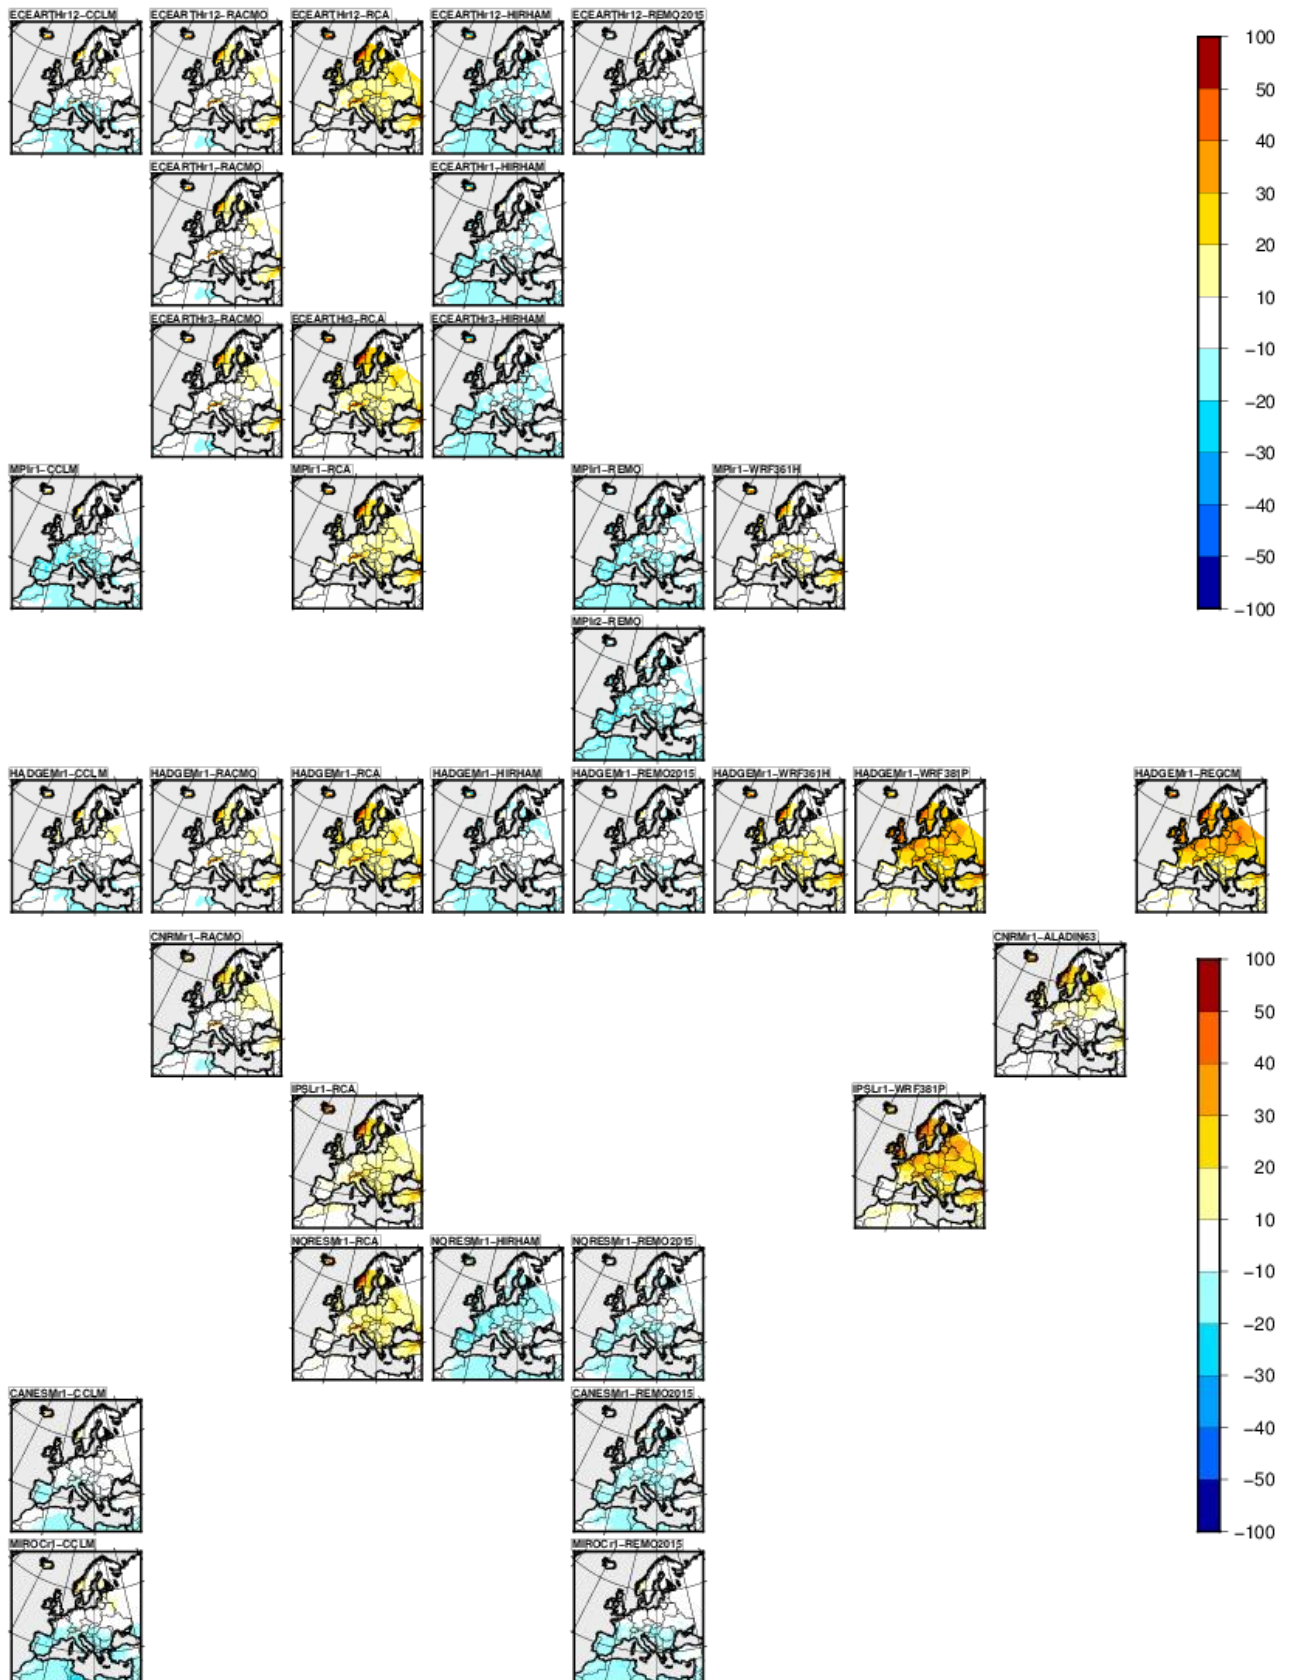 ECEARTHr12-CCLM ECEARTHr12-RACMO ECEARTHr12-RCA ECEARTHr12-HIRHAM ECEARTHr12-REMO2015
ECEARTHr1-RACMO ECEARTHr1-HIRHAM
ECEARTHr3-RACMO ECEARTHr3-RCA ECEARTHr3-HIRHAM
MPIr1-CCLM MPIr1-RCA MPIr1-REMO MPIr1-WRF361H
MPIr2-REMO
100
50
40
30
20
10
-10
-20
-30
-40
-50
-100
HADGEMr1-CCLM HADGEMr1-RACMO HADGEMr1-RCA HADGEMr1-HIRHAM HADGEMr1-REMO2015 HADGEMr1-WRF361H HADGEMr1-WRF381P HADGEMr1-REGCM
CNRMr1-RACMO CNRMr1-ALADIN63
IPSLr1-RCA IPSLr1-WRF381P
NORESMr1-RCA NORESMr1-HIRHAM NORESMr1-REMO2015
CANESMr1-CCLM CANESMr1-REMO2015
MIROCr1-CCLM MIROCr1-REMO2015
100
50
40
30
20
10
-10
-20
-30
-40
-50
-100